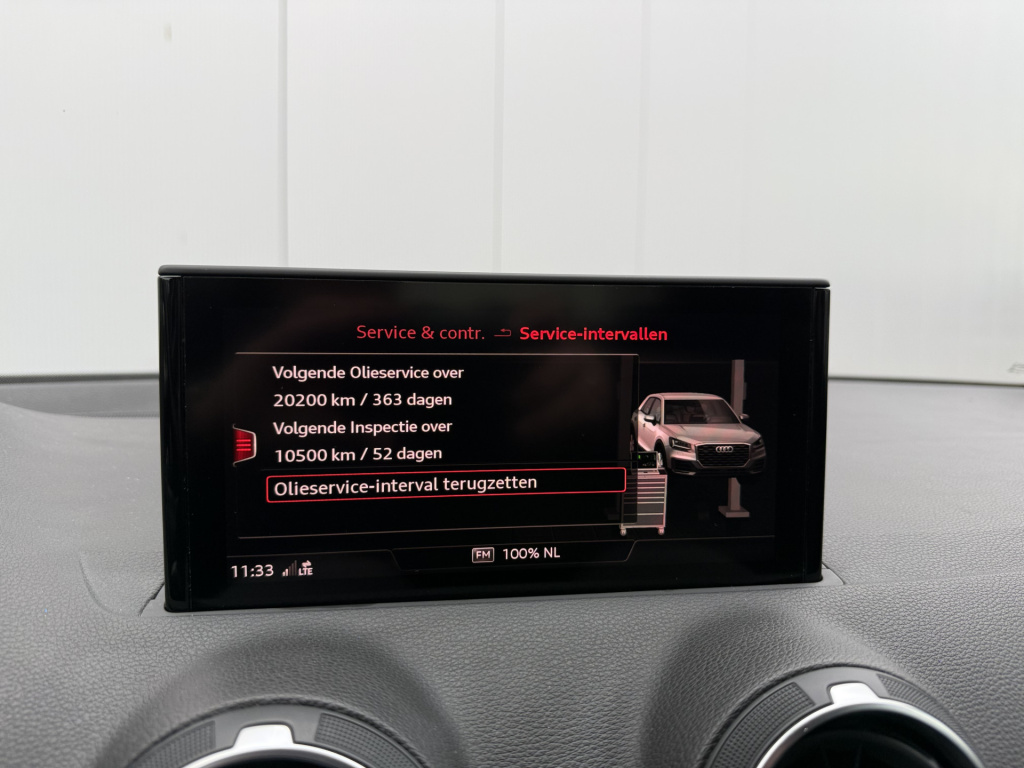 Service & contr. Service-intervallen
Volgende Olieservice over
20200 km / 363 dagen
Volgende Inspectie over
10500 km / 52 dagen
Olieservice-interval terugzetten
FM 100% NL
11:33 LTE